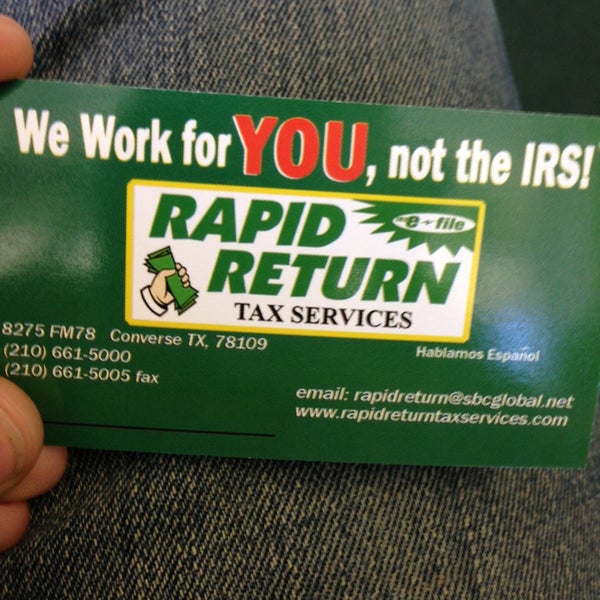 We Work for YOU, not the IRS!
RAPID
e file
RETURN
TAX SERVICES
8275 FM78 Converse TX, 78109
(210) 661-5000
(210) 661-5005 fax
Hablamos Español
email: rapidreturn@sbcglobal.net
www.rapidreturntaxservices.com